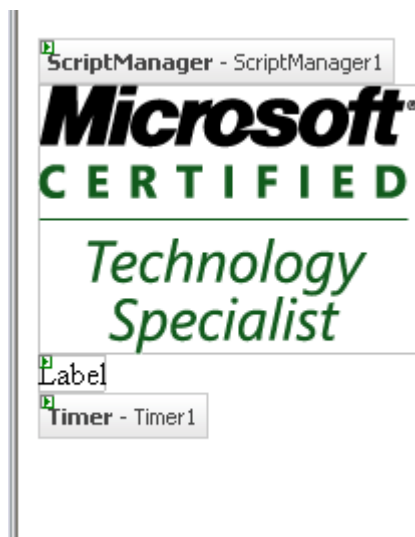 ScriptManager - ScriptManager1
Microsoft®
CERTIFIED
Technology
Specialist
Label
Timer - Timer1